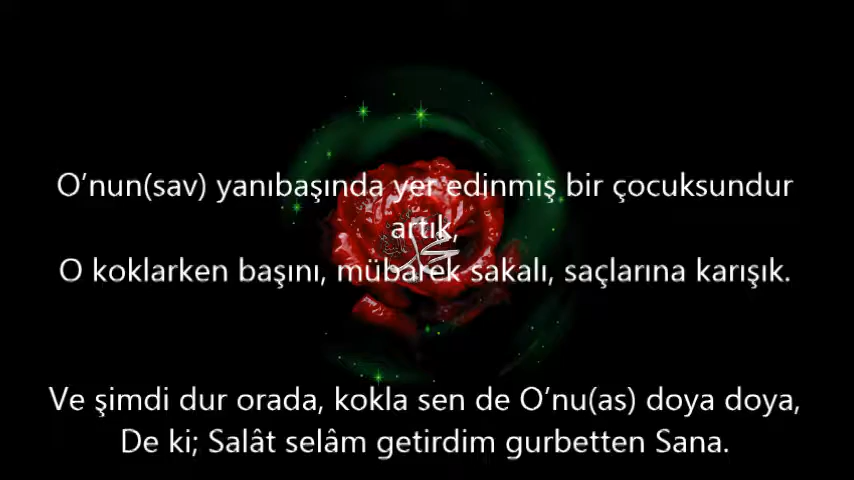 O’nun(sav) yanıbaşında yer edinmiş bir çocuksundur
artık,
O koklarken başını, mübarek sakalı, saçlarına karışık.
محمد
Ve şimdi dur orada, kokla sen de O’nu(as) doya doya,
De ki; Salât selâm getirdim gurbetten Sana.